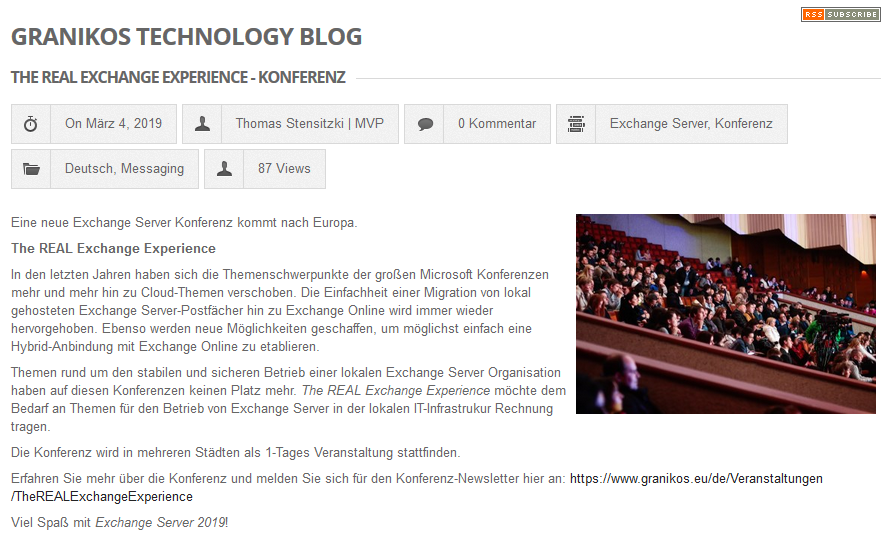 RSS SUBSCRIBE
GRANIKOS TECHNOLOGY BLOG
THE REAL EXCHANGE EXPERIENCE - KONFERENZ
On März 4, 2019
Thomas Stensitzki | MVP
0 Kommentar
Exchange Server, Konferenz
Deutsch, Messaging
87 Views
Eine neue Exchange Server Konferenz kommt nach Europa.
The REAL Exchange Experience
In den letzten Jahren haben sich die Themenschwerpunkte der großen Microsoft Konferenzen
mehr und mehr hin zu Cloud-Themen verschoben. Die Einfachheit einer Migration von lokal
gehosteten Exchange Server-Postfächer hin zu Exchange Online wird immer wieder
hervorgehoben. Ebenso werden neue Möglichkeiten geschaffen, um möglichst einfach eine
Hybrid-Anbindung mit Exchange Online zu etablieren.
Themen rund um den stabilen und sicheren Betrieb einer lokalen Exchange Server Organisation
haben auf diesen Konferenzen keinen Platz mehr. The REAL Exchange Experience möchte dem
Bedarf an Themen für den Betrieb von Exchange Server in der lokalen IT-Infrastrukur Rechnung
tragen.
Die Konferenz wird in mehreren Städten als 1-Tages Veranstaltung stattfinden.
Erfahren Sie mehr über die Konferenz und melden Sie sich für den Konferenz-Newsletter hier an: https://www.granikos.eu/de/Veranstaltungen
/TheREALExchangeExperience
Viel Spaß mit Exchange Server 2019!